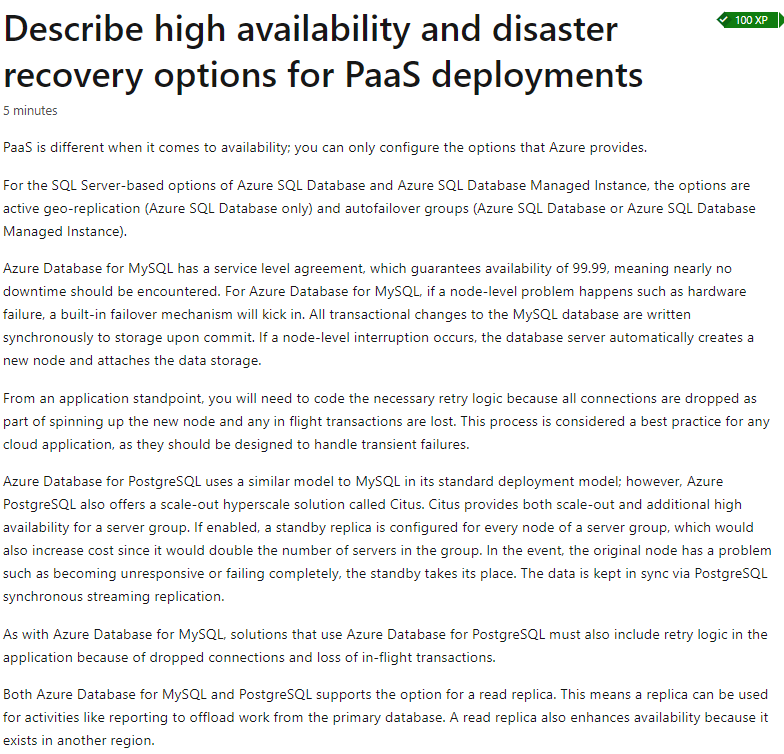 Describe high availability and disaster
recovery options for PaaS deployments
100 XP
5 minutes
PaaS is different when it comes to availability; you can only configure the options that Azure provides.
For the SQL Server-based options of Azure SQL Database and Azure SQL Database Managed Instance, the options are
active geo-replication (Azure SQL Database only) and autofailover groups (Azure SQL Database or Azure SQL Database
Managed Instance).
Azure Database for MySQL has a service level agreement, which guarantees availability of 99.99, meaning nearly no
downtime should be encountered. For Azure Database for MySQL, if a node-level problem happens such as hardware
failure, a built-in failover mechanism will kick in. All transactional changes to the MySQL database are written
synchronously to storage upon commit. If a node-level interruption occurs, the database server automatically creates a
new node and attaches the data storage.
From an application standpoint, you will need to code the necessary retry logic because all connections are dropped as
part of spinning up the new node and any in flight transactions are lost. This process is considered a best practice for any
cloud application, as they should be designed to handle transient failures.
Azure Database for PostgreSQL uses a similar model to MySQL in its standard deployment model; however, Azure
PostgreSQL also offers a scale-out hyperscale solution called Citus. Citus provides both scale-out and additional high
availability for a server group. If enabled, a standby replica is configured for every node of a server group, which would
also increase cost since it would double the number of servers in the group. In the event, the original node has a problem
such as becoming unresponsive or failing completely, the standby takes its place. The data is kept in sync via PostgreSQL
synchronous streaming replication.
As with Azure Database for MySQL, solutions that use Azure Database for PostgreSQL must also include retry logic in the
application because of dropped connections and loss of in-flight transactions.
Both Azure Database for MySQL and PostgreSQL supports the option for a read replica. This means a replica can be used
for activities like reporting to offload work from the primary database. A read replica also enhances availability because it
exists in another region.